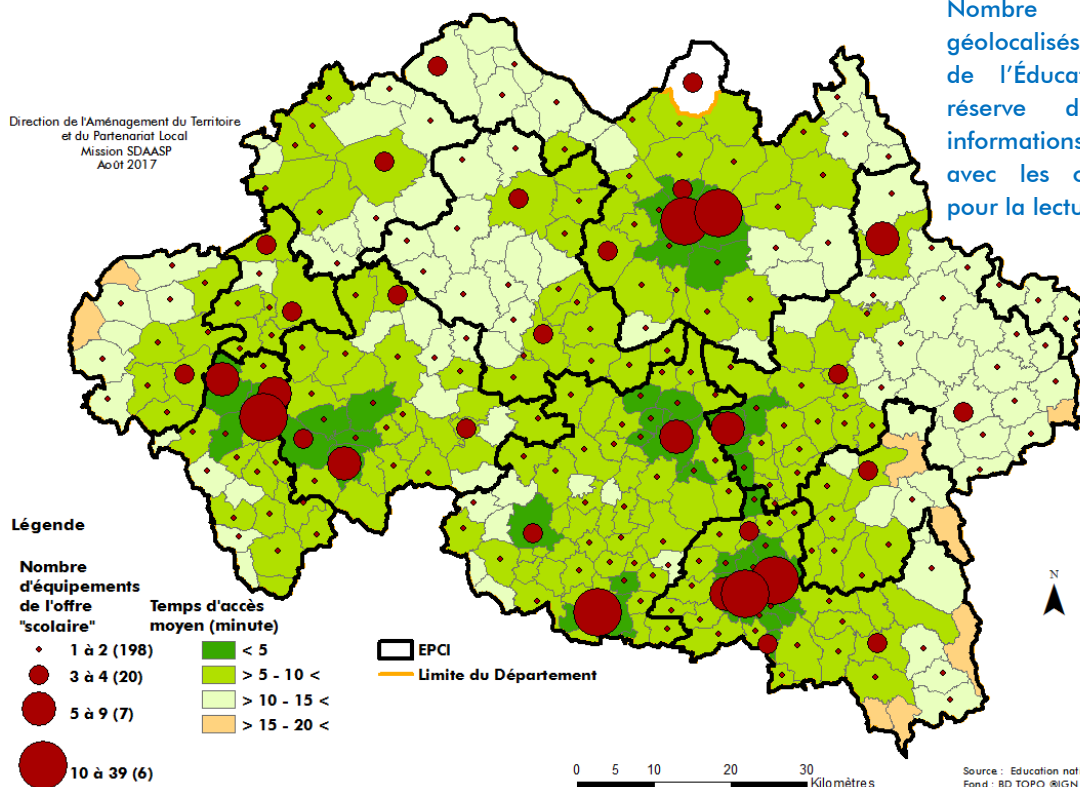 Nombre
géolocalisés
de l'Éduca
réserve d
informations
avec les
pour la lectu
Direction de l'Aménagement du Territoire
et du Partenariat Local
Mission SDAASP
Août 2017
Légende
Nombre
d'équipements
de l'offre
"scolaire"
1 à 2 (198)
3 à 4 (20)
5 à 9 (7)
10 à 39 (6)
Temps d'accès
moyen (minute)
< 5
> 5 - 10 <
> 10 - 15 <
> 15 - 20 <
EPCI
Limite du Département
N
0 5 10 20 30
Kilomètres
Source : Education nat
Fond : BD TOPO ®IGN